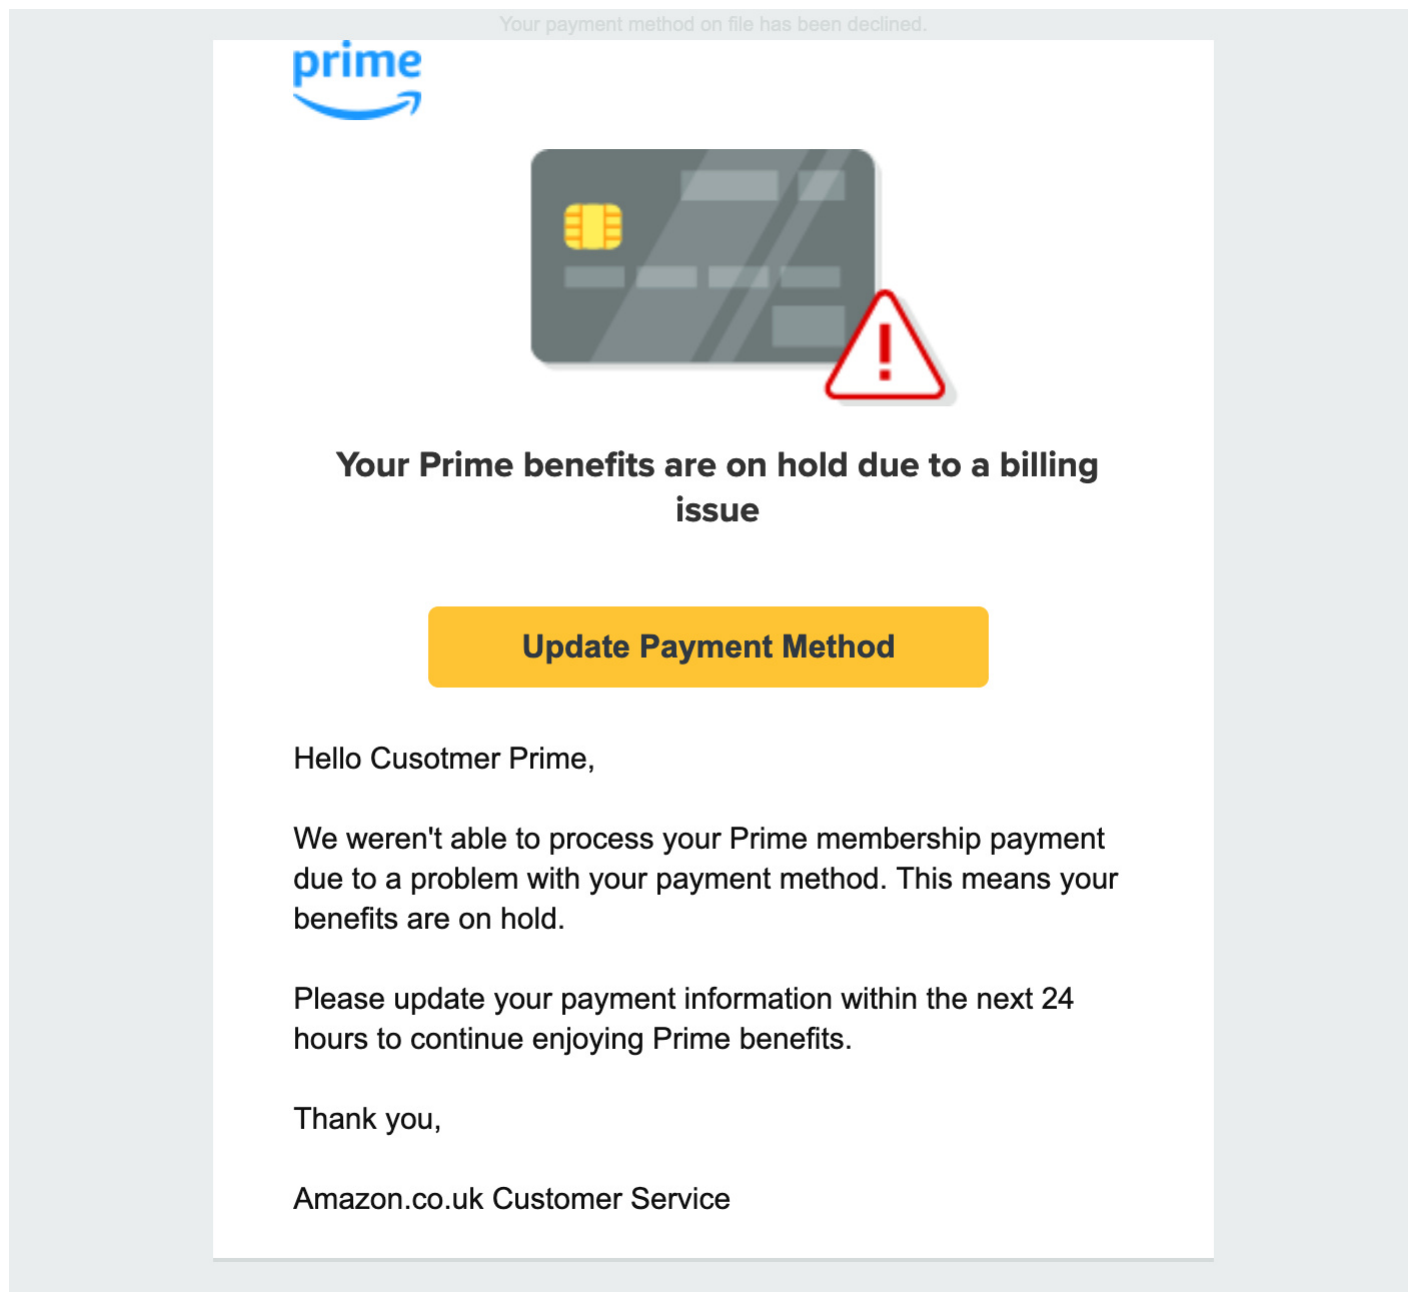 Your payment method on file has been declined.
prime
Your Prime benefits are on hold due to a billing
issue
Update Payment Method
Hello Cusotmer Prime,
We weren't able to process your Prime membership payment
due to a problem with your payment method. This means your
benefits are on hold.
Please update your payment information within the next 24
hours to continue enjoying Prime benefits.
Thank you,
Amazon.co.uk Customer Service